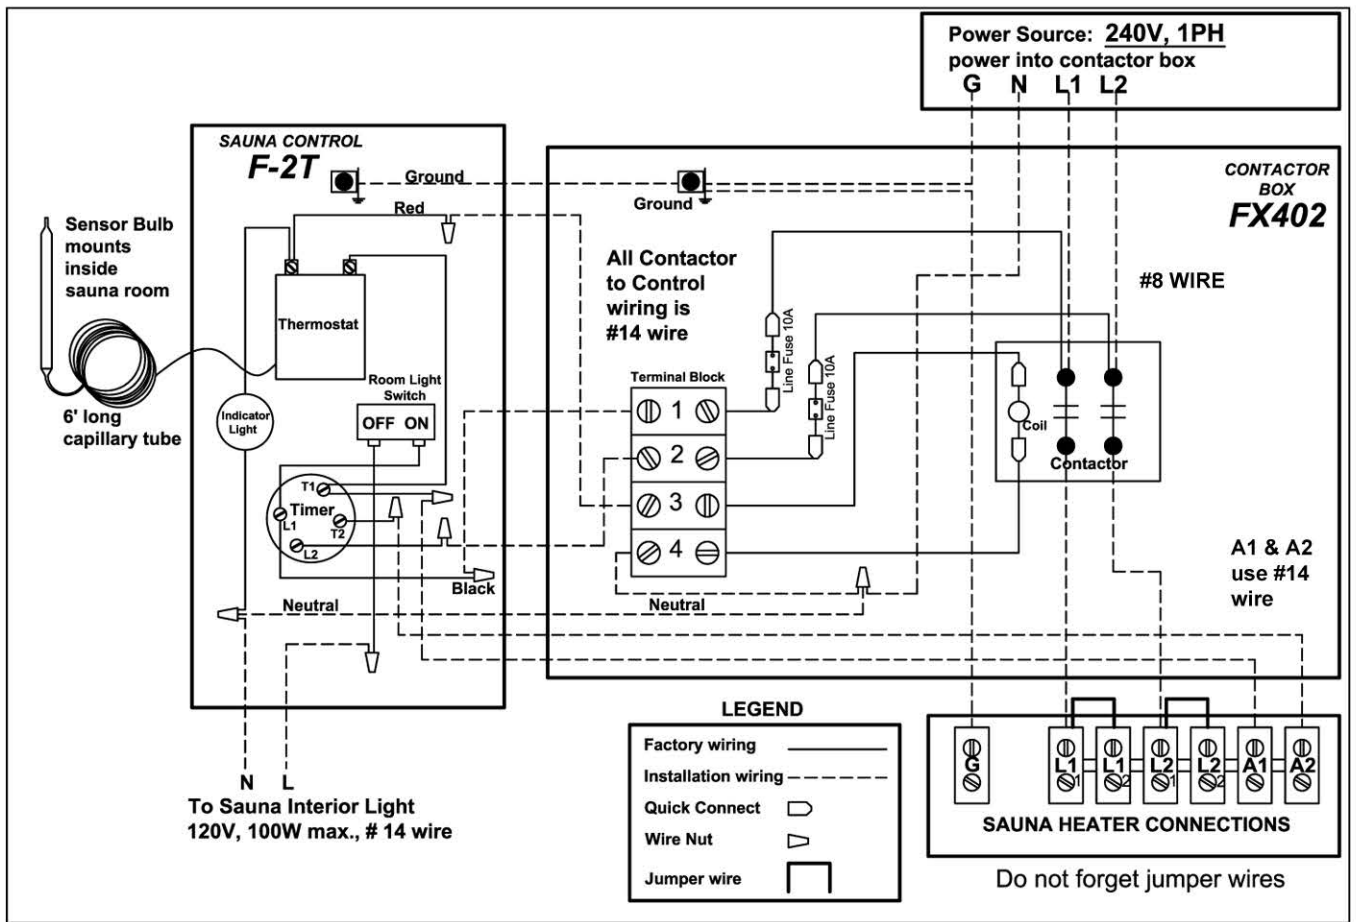 Power Source: 240V, 1PH
power into contactor box
G N L1 L2
SAUNA CONTROL
F-2T
Ground
Red
Sensor Bulb
mounts
inside
sauna room
6' long
capillary tube
Thermostat
Room Light
Switch
OFF ON
Indicator
Light
T1
Timer
L1
T2
L2
Black
Neutral
N L
To Sauna Interior Light
120V, 100W max., # 14 wire
CONTACTOR
BOX
FX402
Ground
All Contactor
to Control
wiring is
#14 wire
#8 WIRE
Line Fuse 10A
Line Fuse 10A
Terminal Block
1
2
3
4
Coil
Contactor
Neutral
A1 & A2
use #14
wire
LEGEND
Factory wiring
Installation wiring
Quick Connect
Wire Nut
Jumper wire
G L1 L1 L2 L2 A1 A2
1 2 1 2
SAUNA HEATER CONNECTIONS
Do not forget jumper wires